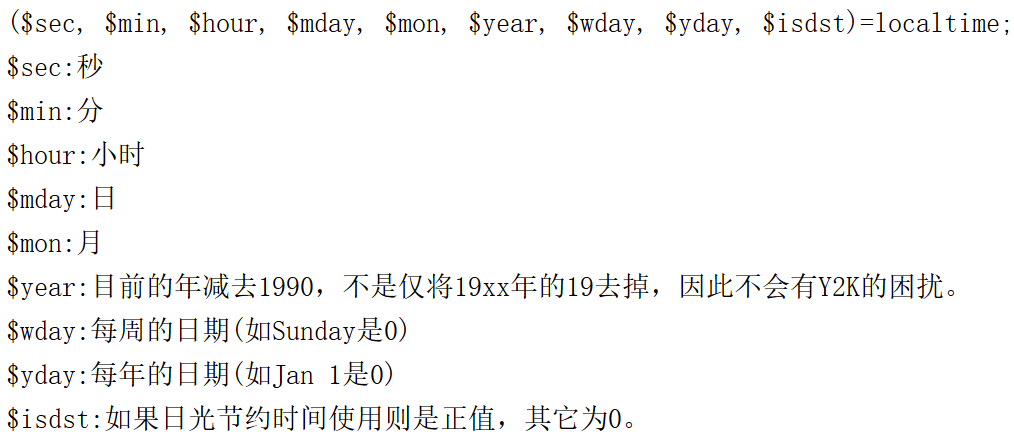 ($sec, $min, $hour, $mday, $mon, $year, $wday, $yday, $isdst)=localtime;
$sec:秒
$min:分
$hour:小时
$mday:日
$mon:月
$year:目前的年减去1990，不是仅将19xx年的19去掉，因此不会有Y2K的困扰。
$wday:每周的日期(如Sunday是0)
$yday:每年的日期(如Jan 1是0)
$isdst:如果日光节约时间使用则是正值，其它为0。